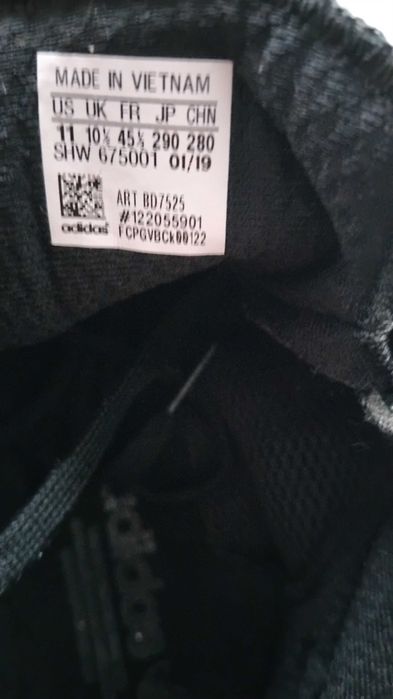 MADE IN VIETNAM
US UK FR JP CHN
11 10½ 45⅓ 290 280
SHW 675001 01/19
ART BD7525
#122055901
adidas FCPGVBCK00122
adidas